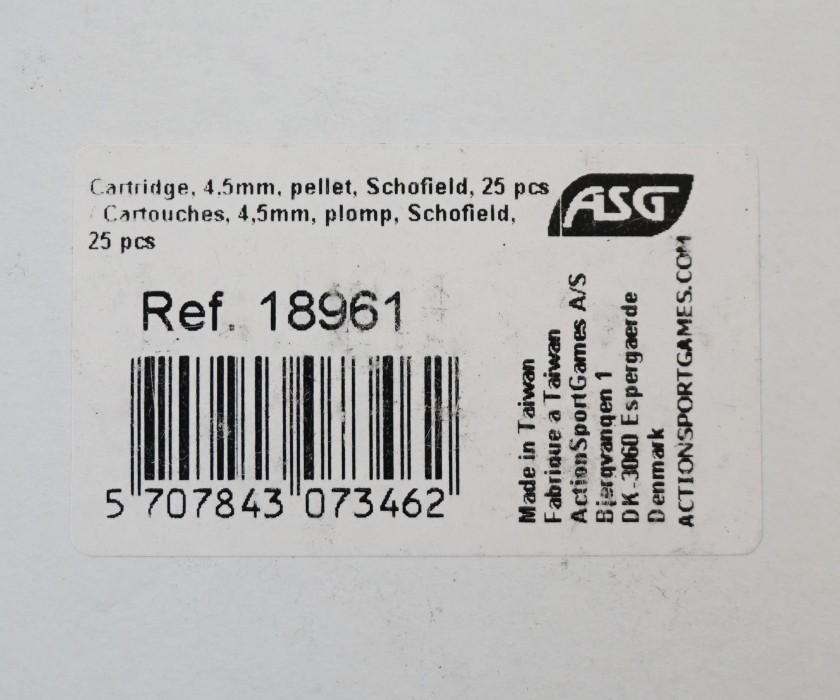 Cartridge, 4.5mm, pellet, Schofield, 25 pcs
/ Cartouches, 4,5mm, plomp, Schofield,
25 pcs
ASG
Ref. 18961
5 707843 073462
Made in Taiwan
Fabrique a Taiwan
ActionSportGames A/S
Bjergvangen 1
DK-3060 Espergaerde
Denmark
ACTIONSPORTGAMES.COM